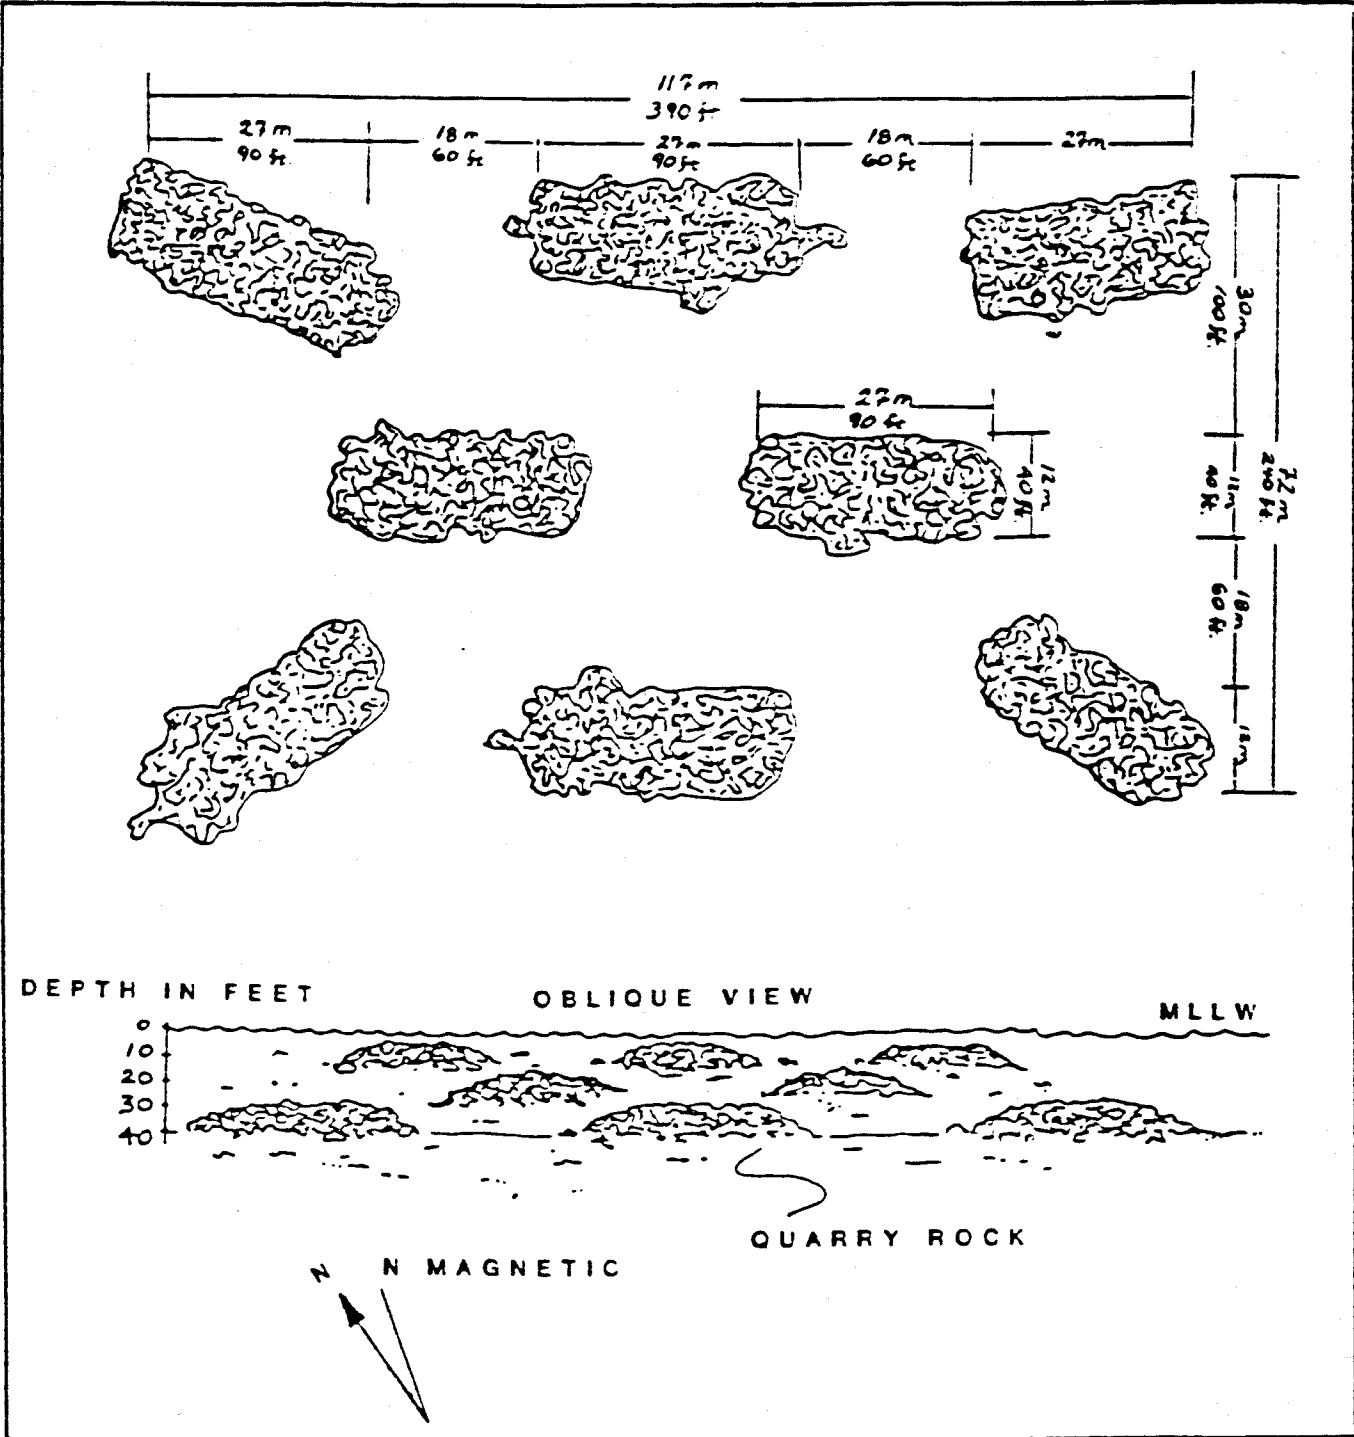 117m
390 ft
27m
90 ft.
18m
60 ft
27m
90 ft
18m
60 ft
27m
30m
100 ft.
27m
90 ft
12m
40 ft.
12m
40 ft.
72m
240 ft.
18m
60 ft.
12m
DEPTH IN FEET
OBLIQUE VIEW
MLLW
0
10
20
30
40
QUARRY ROCK
N
N MAGNETIC